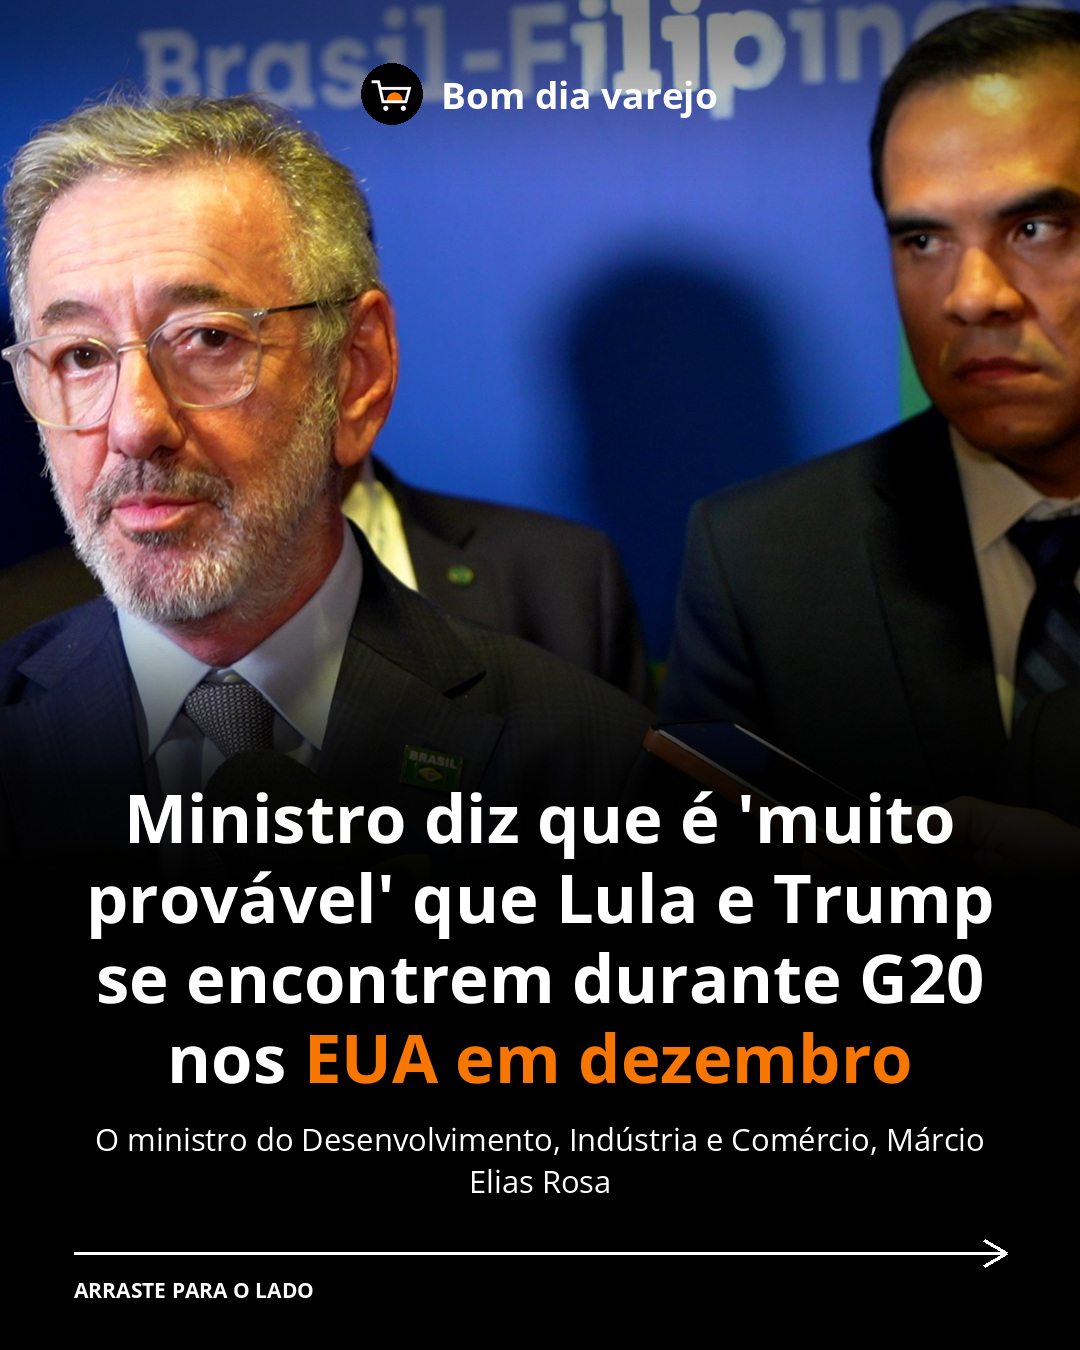 Brasil-Filipinas
Bom dia varejo
BRASIL
Ministro diz que é 'muito
provável' que Lula e Trump
se encontrem durante G20
nos EUA em dezembro
O ministro do Desenvolvimento, Indústria e Comércio, Márcio
Elias Rosa
ARRASTE PARA O LADO